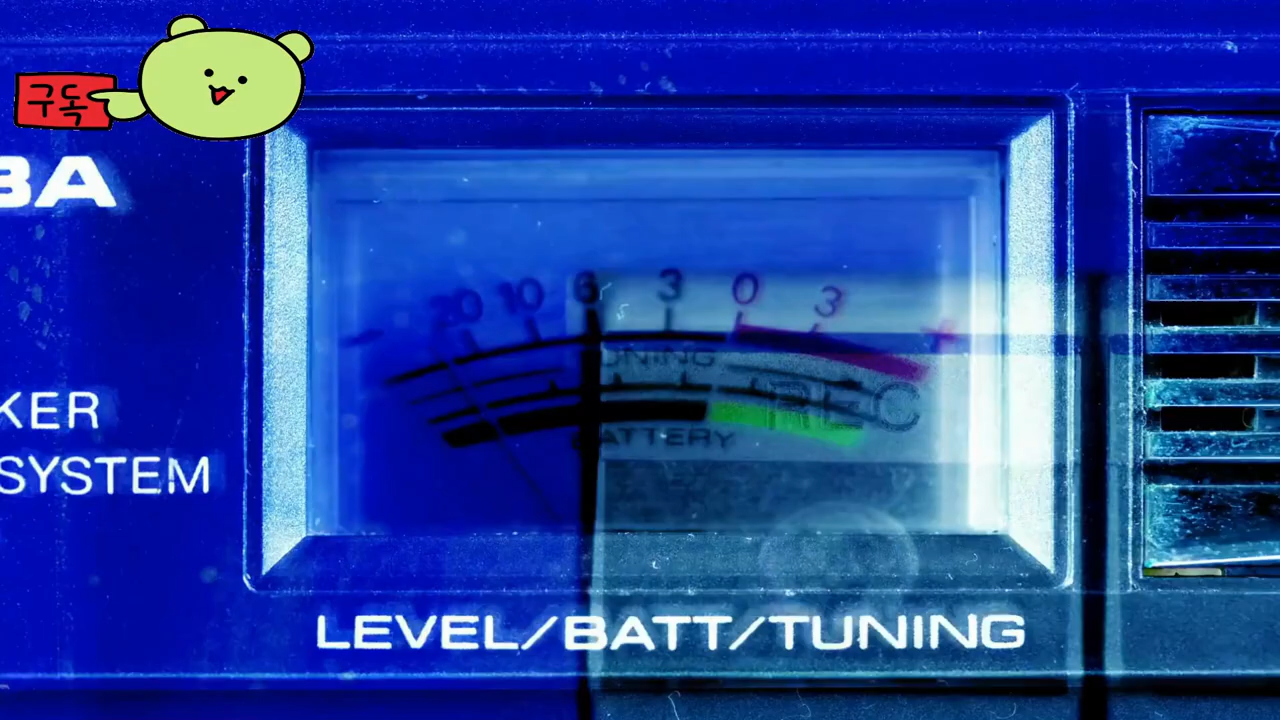 구독
BA
KER
SYSTEM
20 10 6 3 0 3 +
TUNING
REC
BATTERY
LEVEL/BATT/TUNING